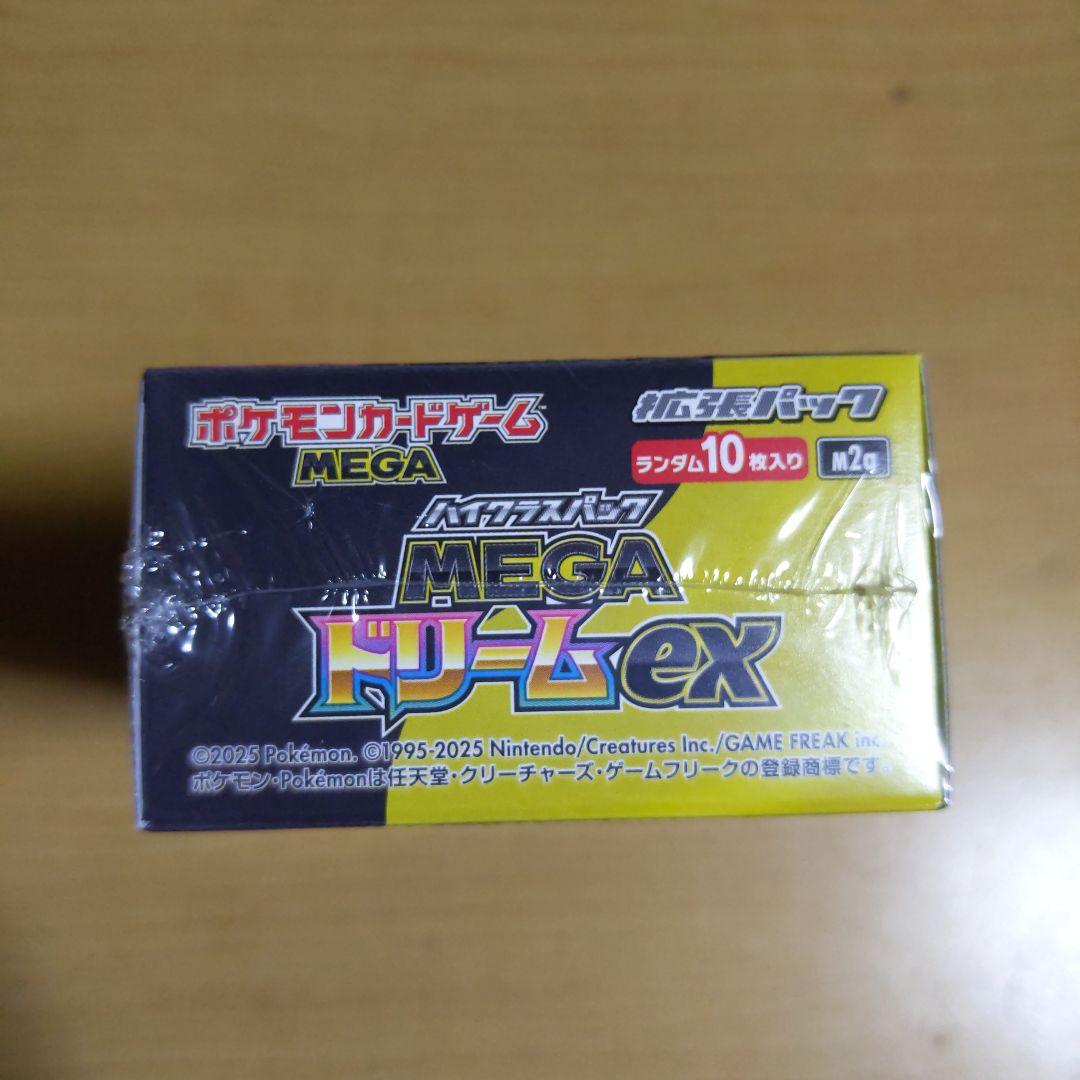 ポケモンカードゲーム™
MEGA
拡張パック
ランダム10枚入り
M2a
ハイクラスパック
MEGA
ドリームex
©2025 Pokémon. ©1995-2025 Nintendo/Creatures Inc./GAME FREAK inc.
ポケモン・Pokémonは任天堂・クリーチャーズ・ゲームフリークの登録商標です。